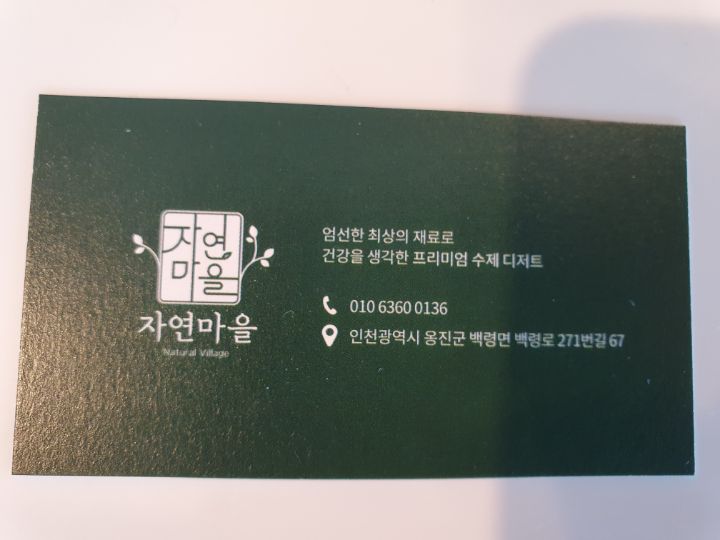 자연
마을
자연마을
Natural Village
엄선한 최상의 재료로
건강을 생각한 프리미엄 수제 디저트
010 6360 0136
인천광역시 옹진군 백령면 백령로 271번길 67